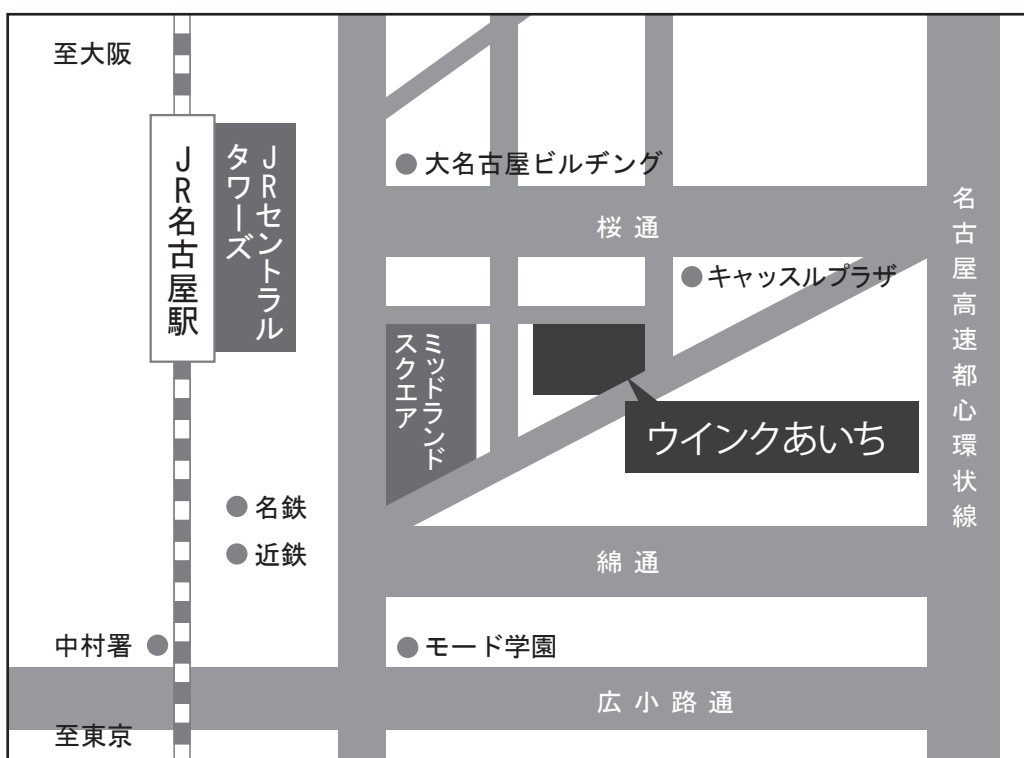 至大阪
JR名古屋駅
JRセントラル
タワーズ
大名古屋ビルヂング
桜通
キャッスルプラザ
名古屋高速都心環状線
ミッドランド
スクエア
ウインクあいち
名鉄
近鉄
綿通
中村署
モード学園
広小路通
至東京